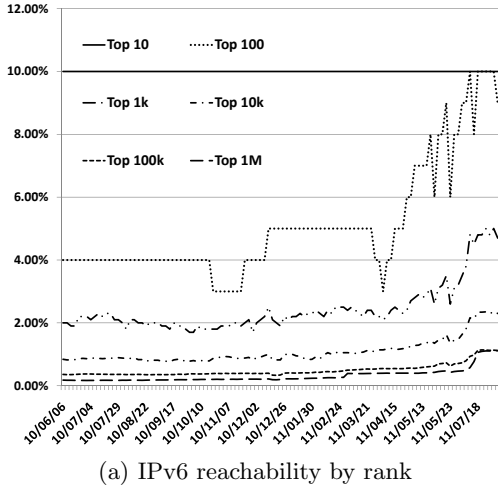 12.00%
Top 10 Top 100
10.00%
Top 1k Top 10k
8.00%
Top 100k Top 1M
6.00%
4.00%
2.00%
0.00%
10/06/06 10/07/04 10/07/29 10/08/22 10/09/17 10/10/10 10/11/07 10/12/02 10/12/26 11/01/30 11/02/24 11/03/21 11/04/15 11/05/13 11/05/23 11/07/18
(a) IPv6 reachability by rank